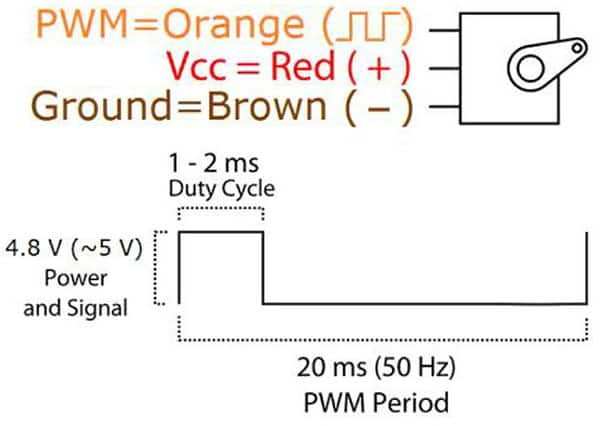 PWM=Orange (⎍⎍)
Vcc = Red ( + )
Ground=Brown ( − )
1 - 2 ms
Duty Cycle
4.8 V (~5 V)
Power
and Signal
20 ms (50 Hz)
PWM Period